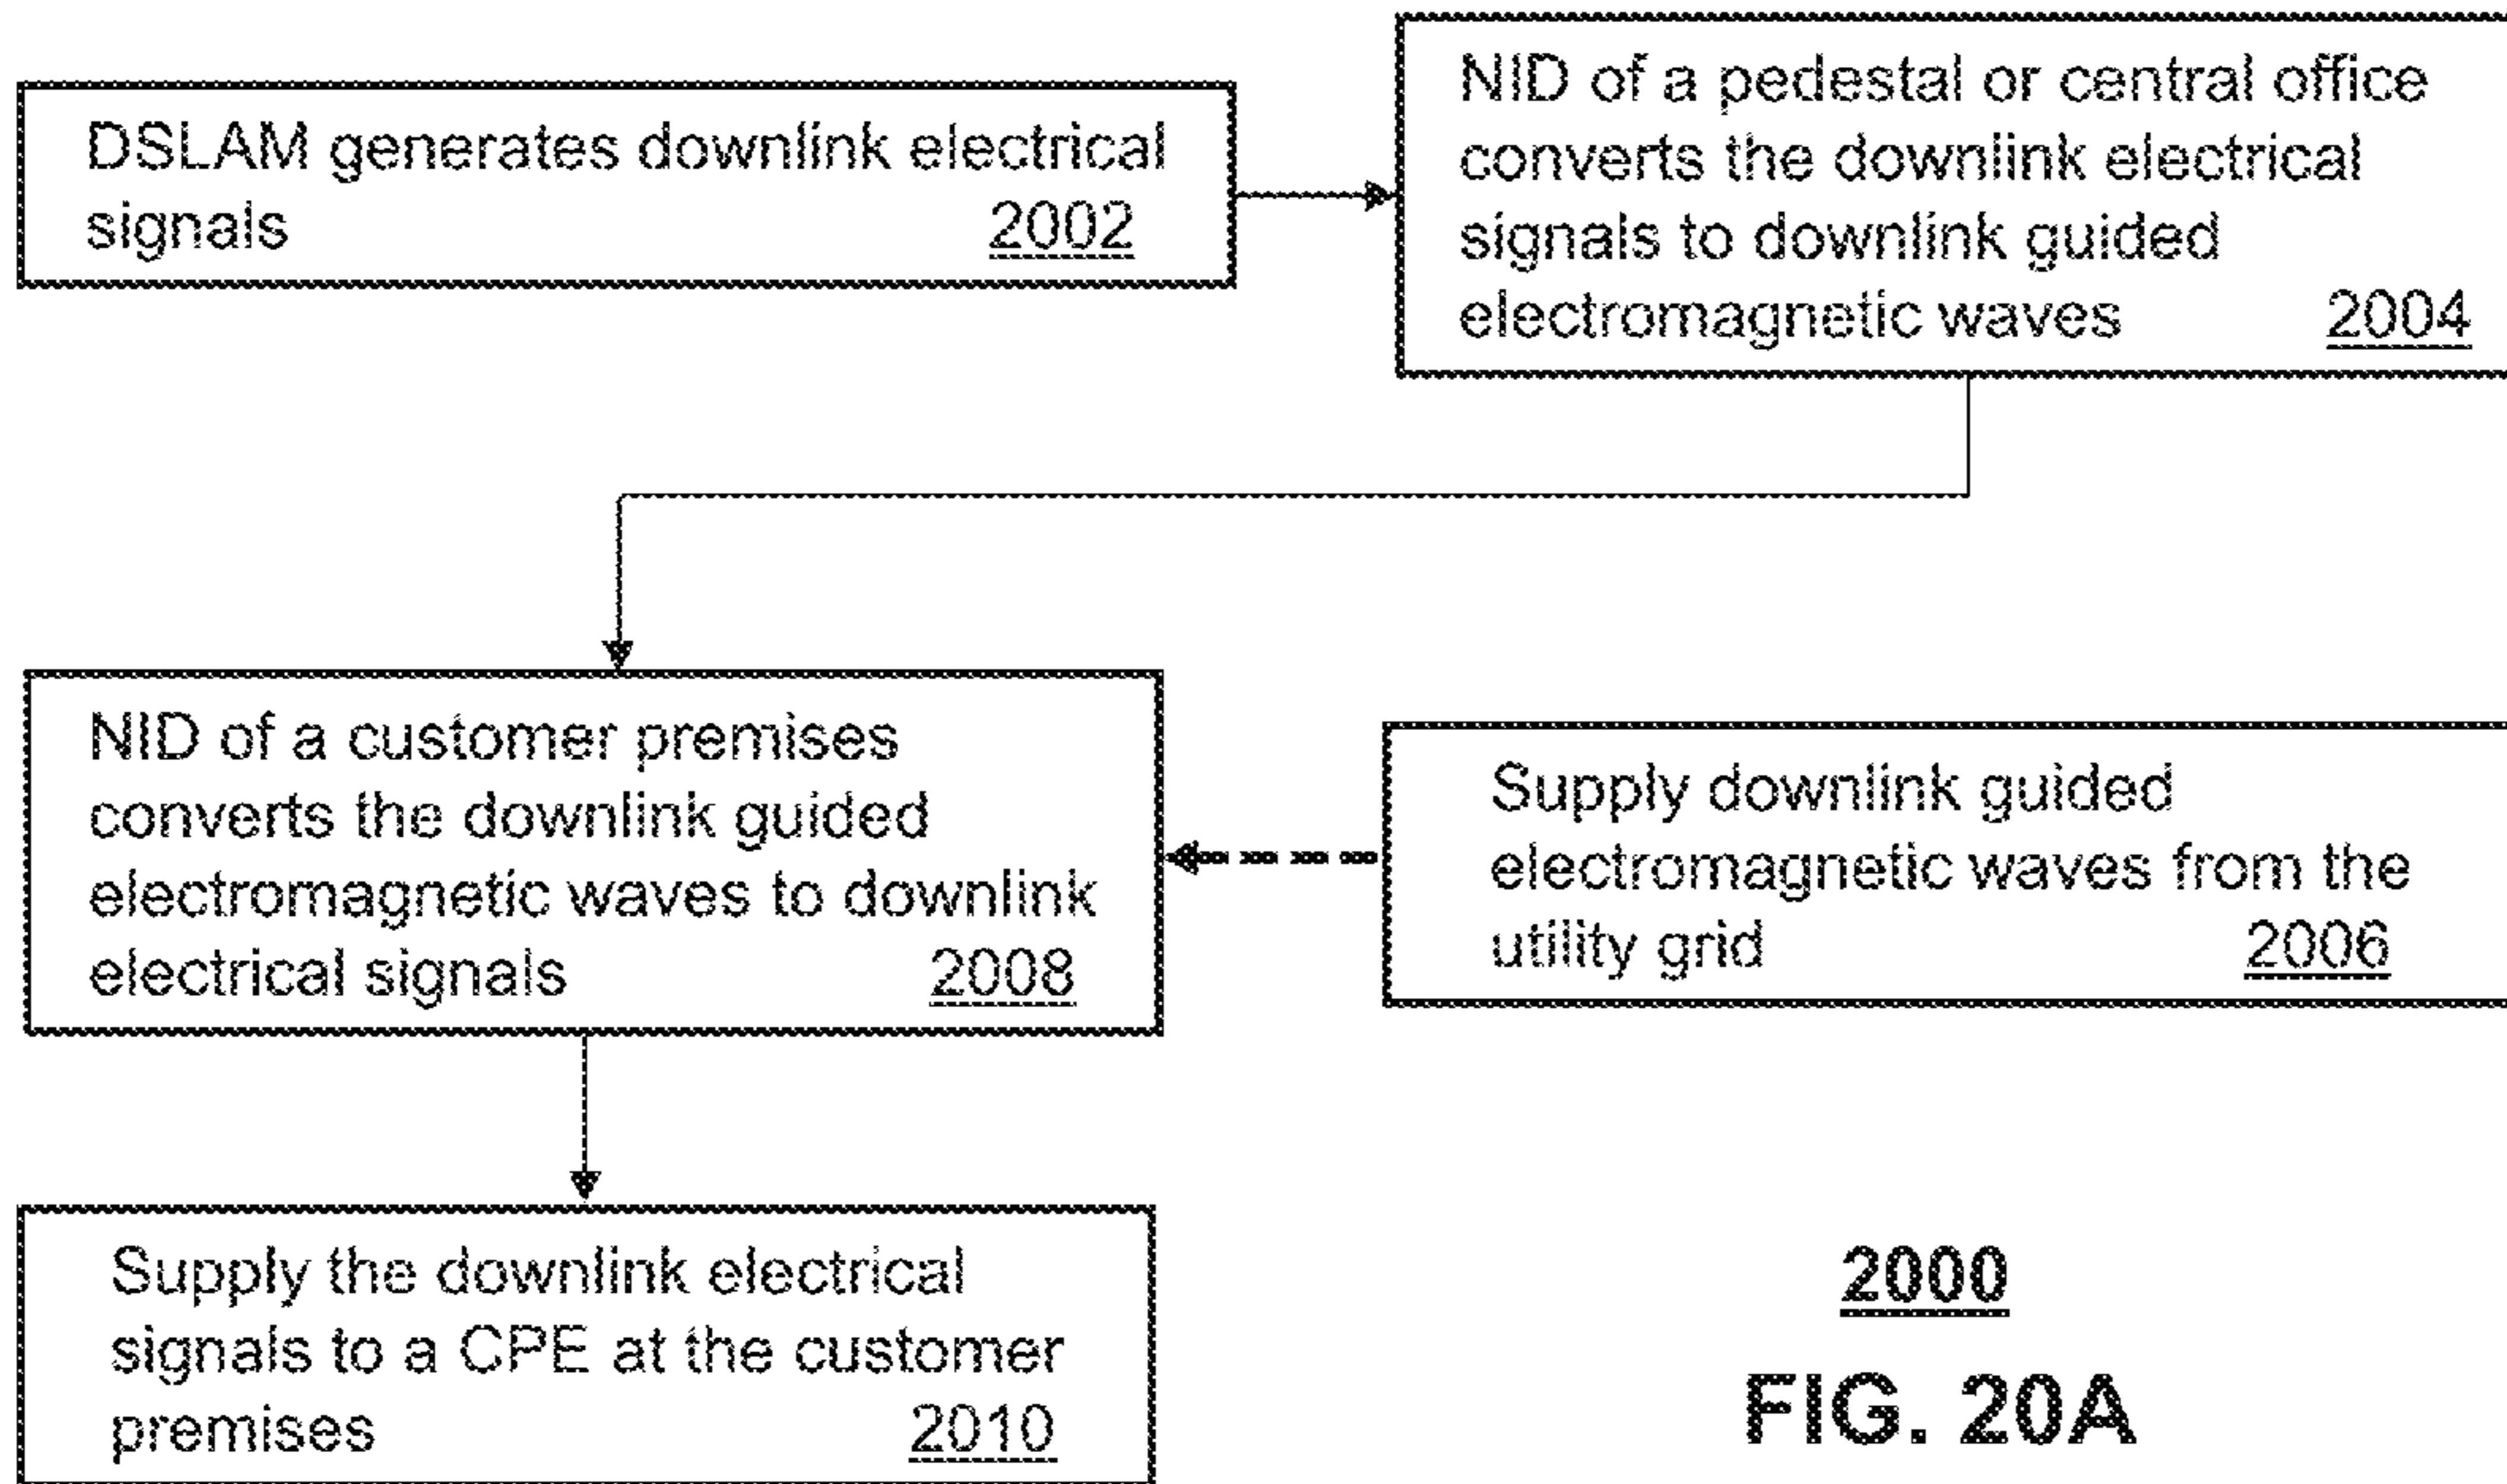 DSLAM generates downlink electrical
signals 2002
NID of a pedestal or central office
converts the downlink electrical
signals to downlink guided
electromagnetic waves 2004
NID of a customer premises
converts the downlink guided
electromagnetic waves to downlink
electrical signals 2008
Supply downlink guided
electromagnetic waves from the
utility grid 2006
Supply the downlink electrical
signals to a CPE at the customer
premises 2010
2000
FIG. 20A